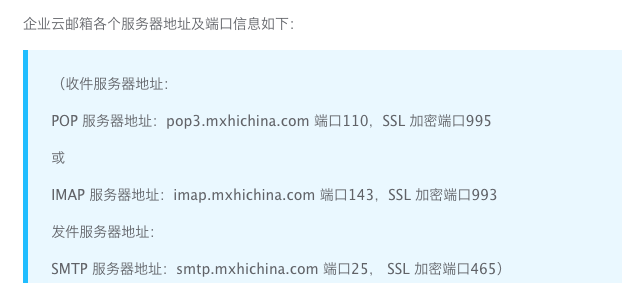 企业云邮箱各个服务器地址及端口信息如下:
（收件服务器地址:
POP 服务器地址：pop3.mxhichina.com 端口110，SSL 加密端口995
或
IMAP 服务器地址：imap.mxhichina.com 端口143，SSL 加密端口993
发件服务器地址:
SMTP 服务器地址：smtp.mxhichina.com 端口25， SSL 加密端口465）